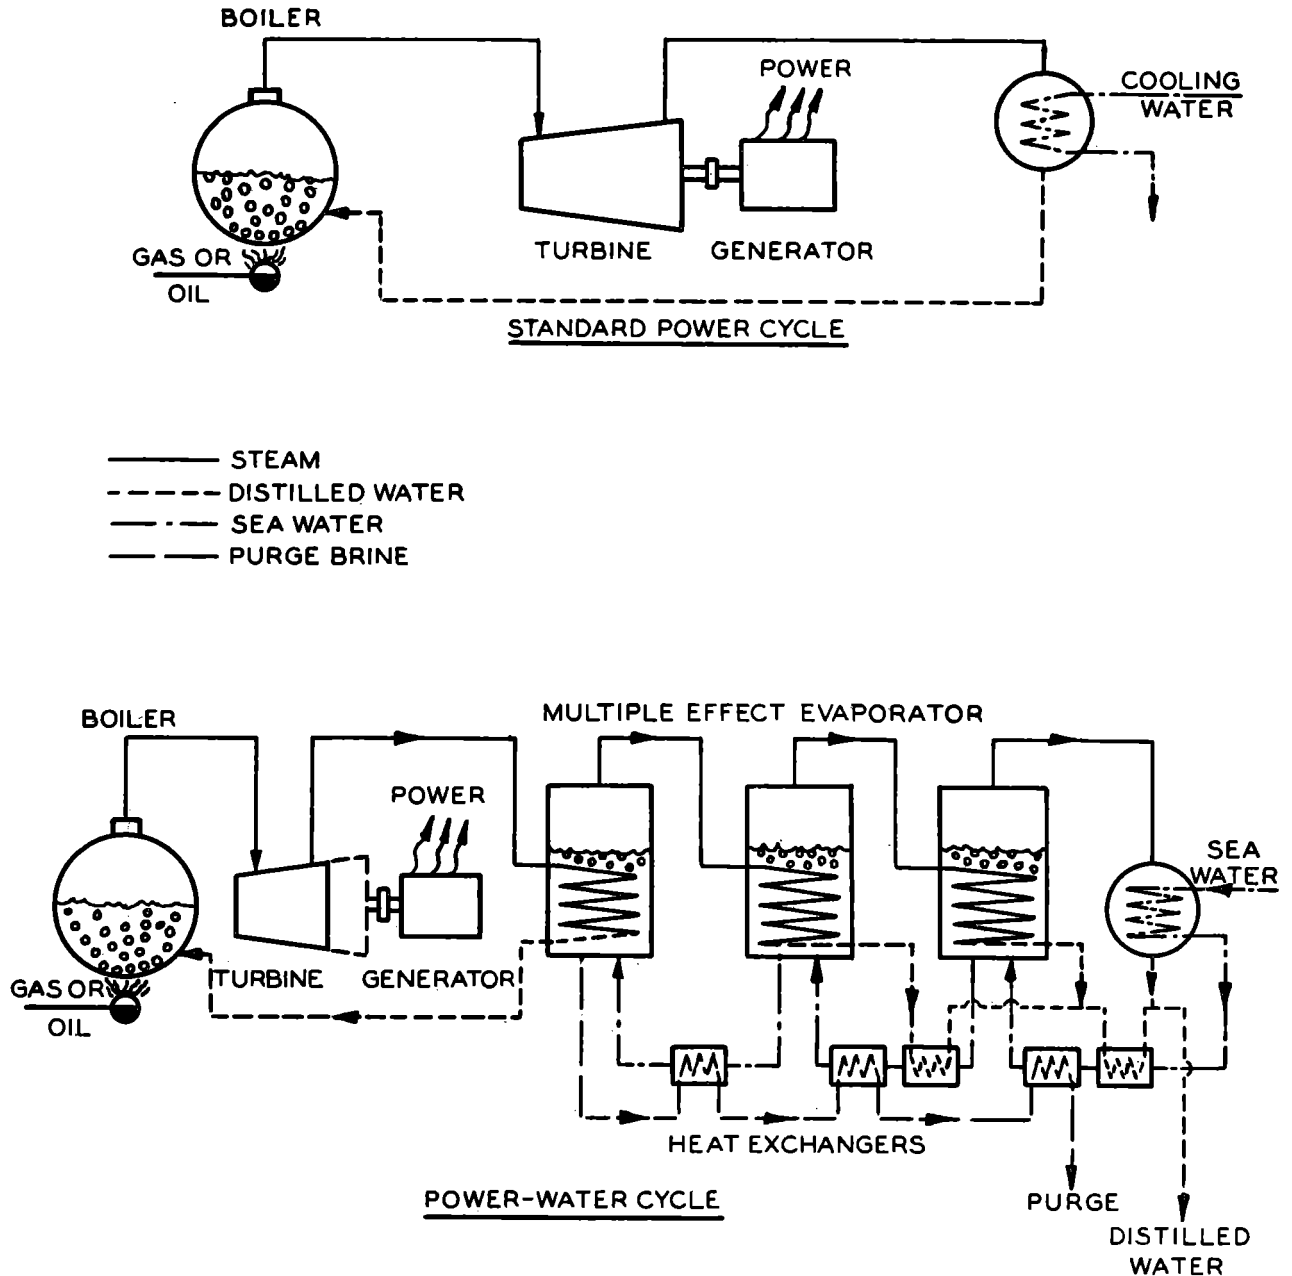 BOILER
POWER
COOLING
WATER
GAS OR
OIL
TURBINE
GENERATOR
STANDARD POWER CYCLE
STEAM
DISTILLED WATER
SEA WATER
PURGE BRINE
BOILER
MULTIPLE EFFECT EVAPORATOR
POWER
SEA
WATER
GAS OR
OIL
TURBINE
GENERATOR
HEAT EXCHANGERS
POWER-WATER CYCLE
PURGE
DISTILLED
WATER